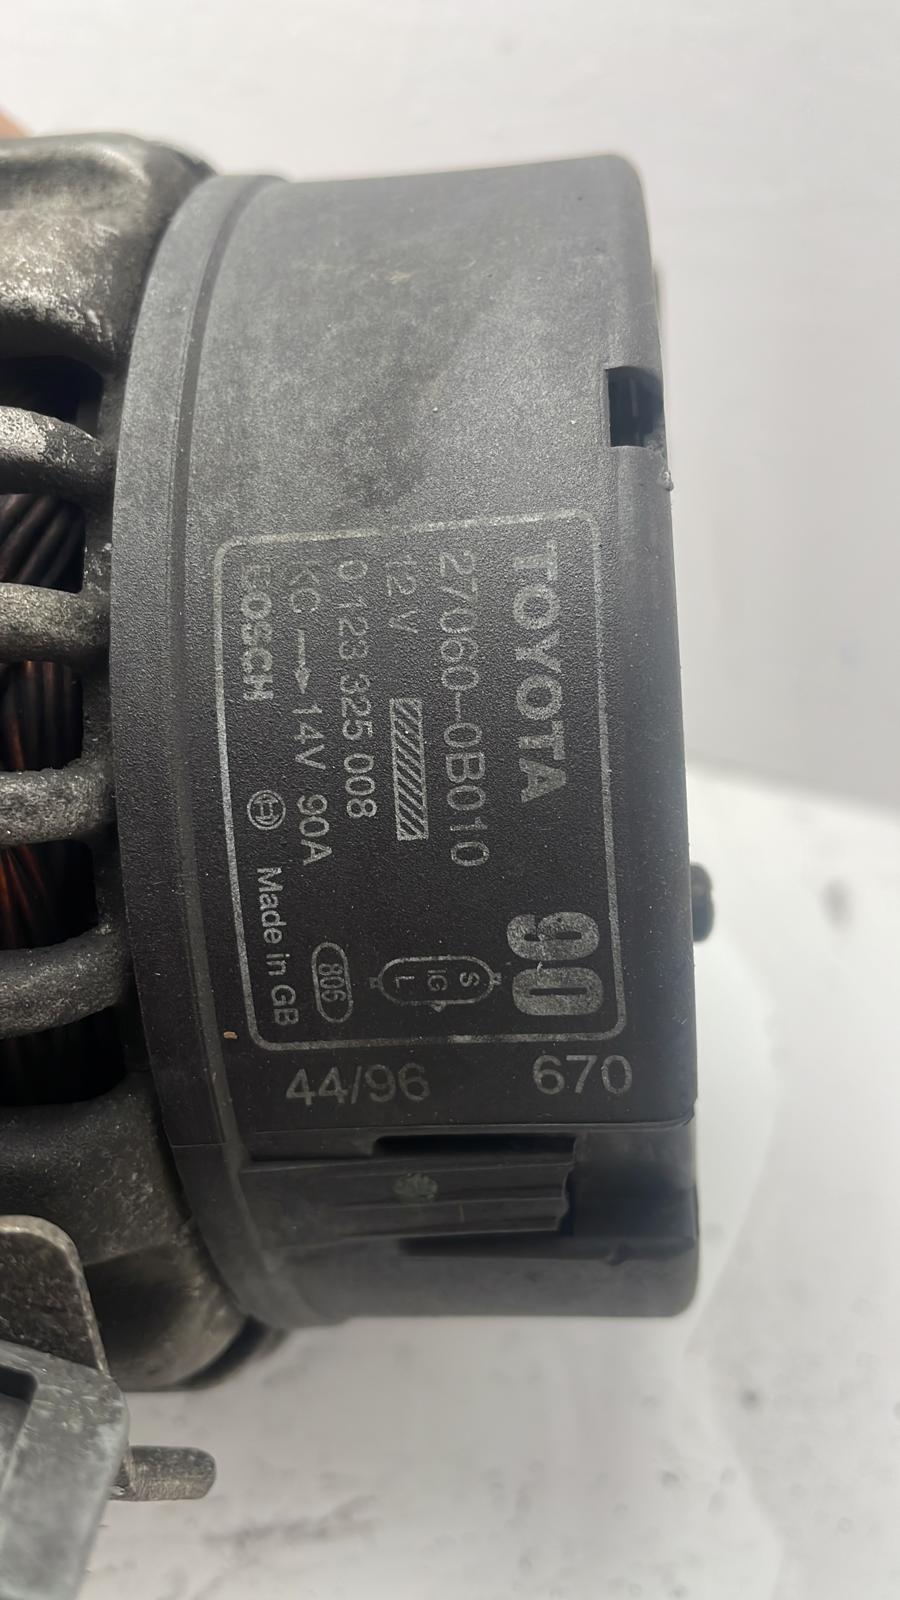 TOYOTA 90
27060-0B010
12 V
S
IG
L
0 123 325 008
KC → 14V 90A
806
BOSCH Made in GB
670
44/96